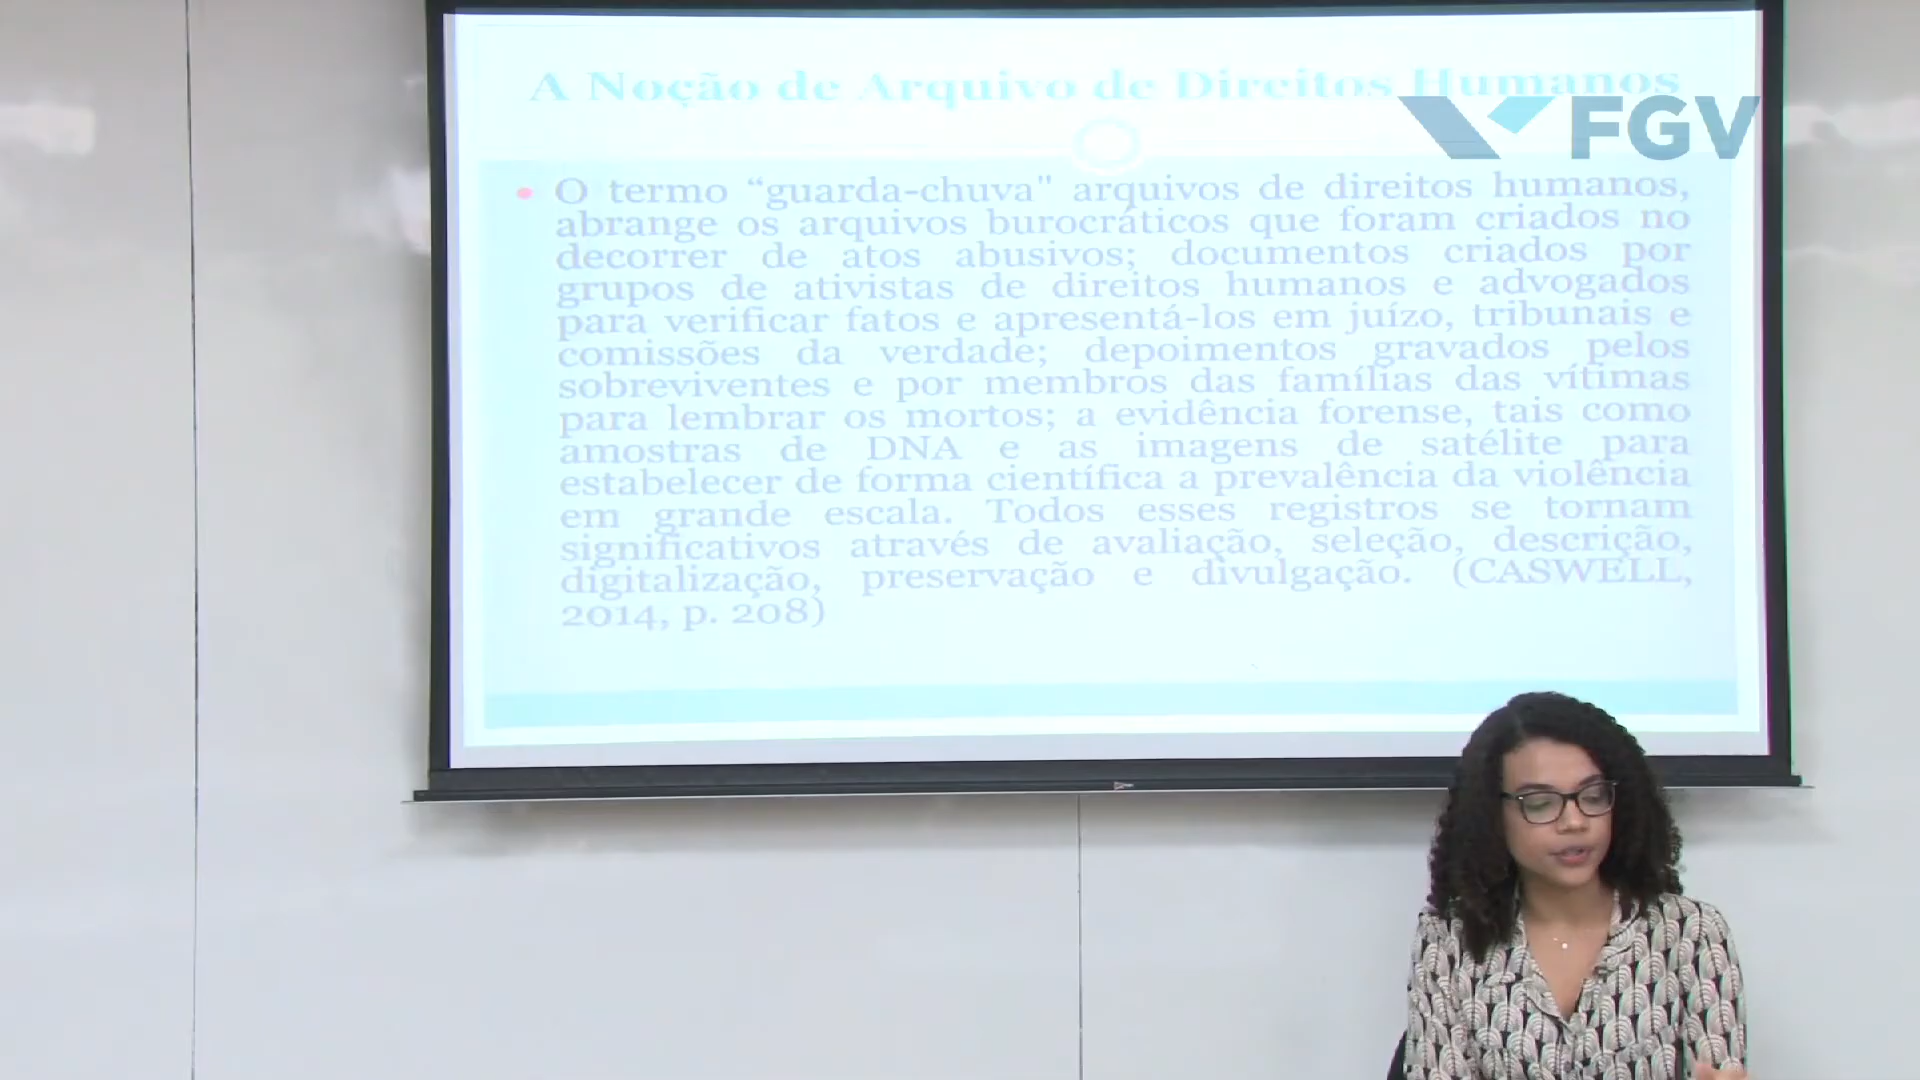 A Noção de Arquivo de Direitos Humanos
FGV
• O termo “guarda-chuva" arquivos de direitos humanos,
abrange os arquivos burocráticos que foram criados no
decorrer de atos abusivos; documentos criados por
grupos de ativistas de direitos humanos e advogados
para verificar fatos e apresentá-los em juízo, tribunais e
comissões da verdade; depoimentos gravados pelos
sobreviventes e por membros das famílias das vítimas
para lembrar os mortos; a evidência forense, tais como
amostras de DNA e as imagens de satélite para
estabelecer de forma científica a prevalência da violência
em grande escala. Todos esses registros se tornam
significativos através de avaliação, seleção, descrição,
digitalização, preservação e divulgação. (CASWELL,
2014, p. 208)